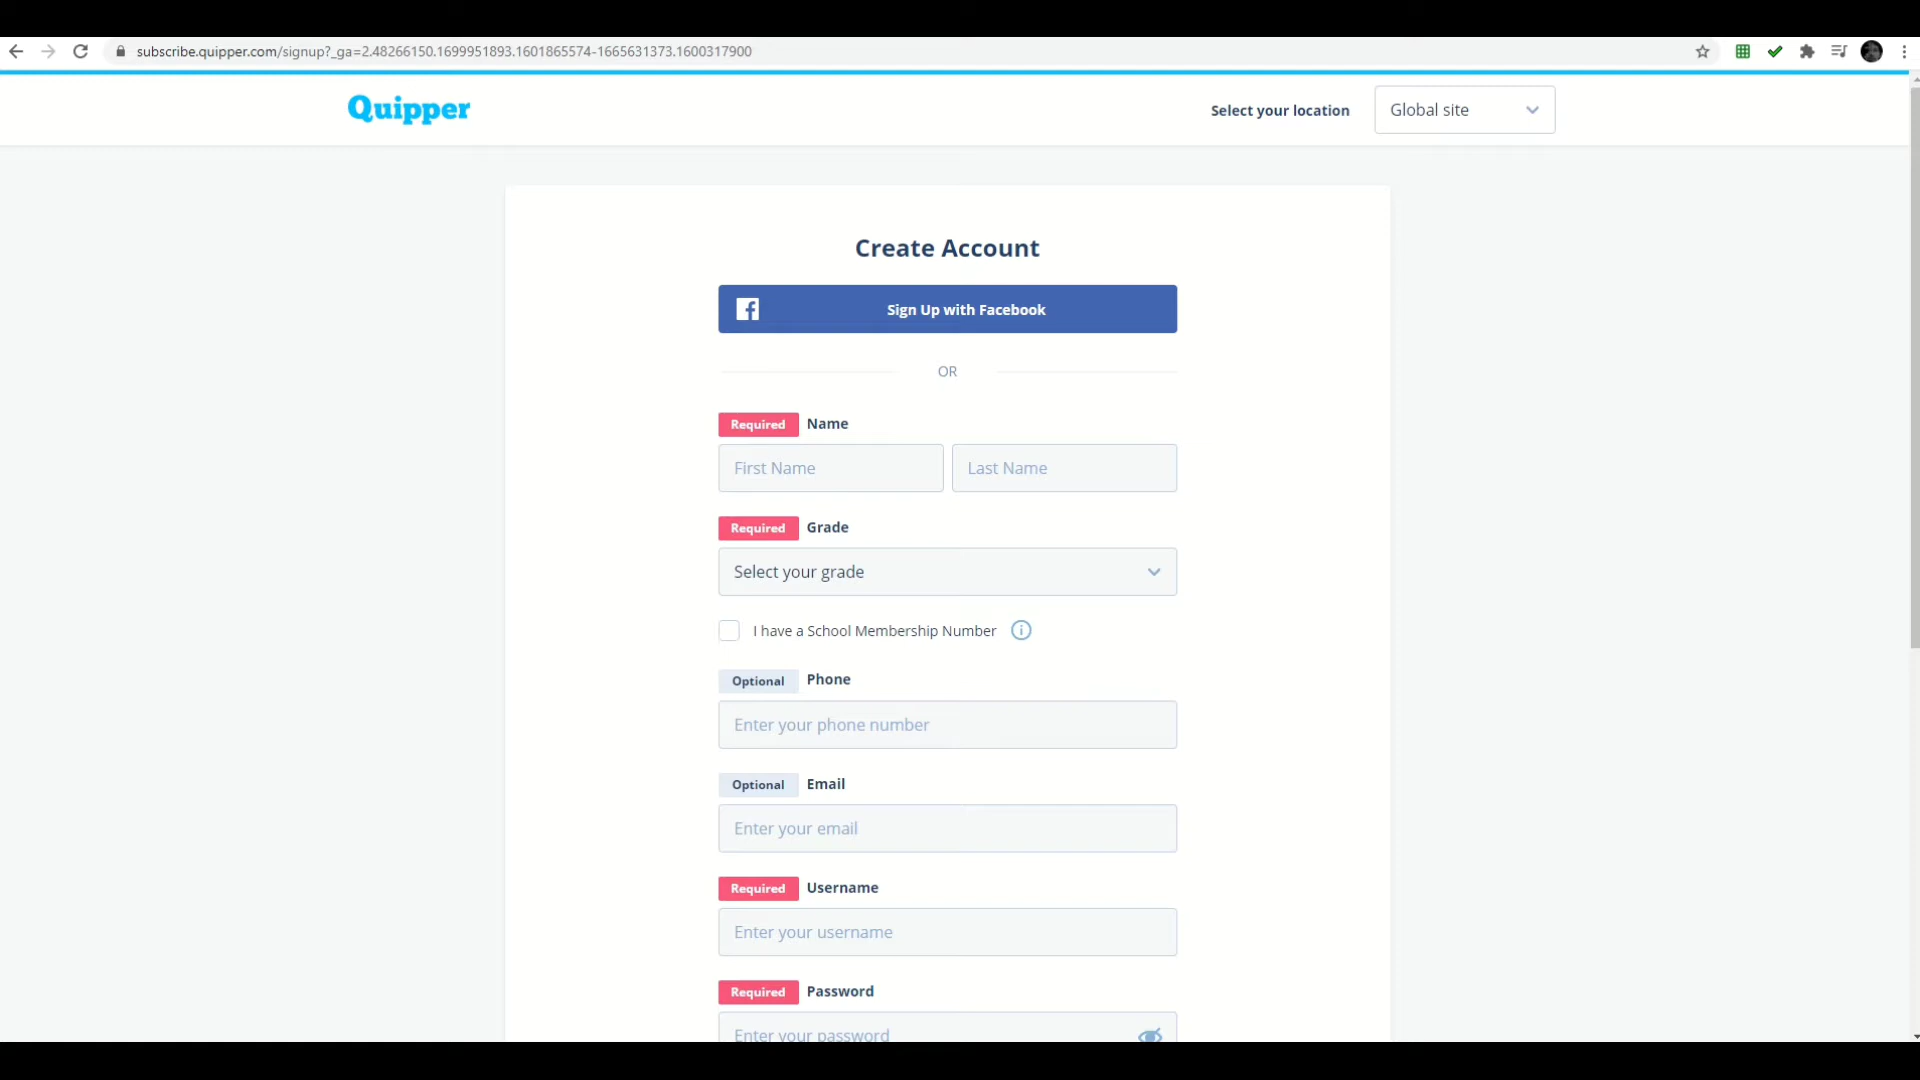 subscribe.quipper.com/signup?_ga=2.48266150.1699951893.1601865574-1665631373.1600317900
Quipper
Select your location
Global site
Create Account
Sign Up with Facebook
OR
Required Name
First Name Last Name
Required Grade
Select your grade
I have a School Membership Number
Optional Phone
Enter your phone number
Optional Email
Enter your email
Required Username
Enter your username
Required Password
Enter your password